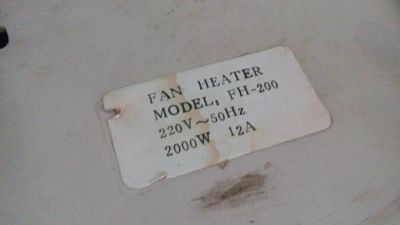 FAN HEATER
MODEL: FH-200
220V~50Hz
2000W 12A